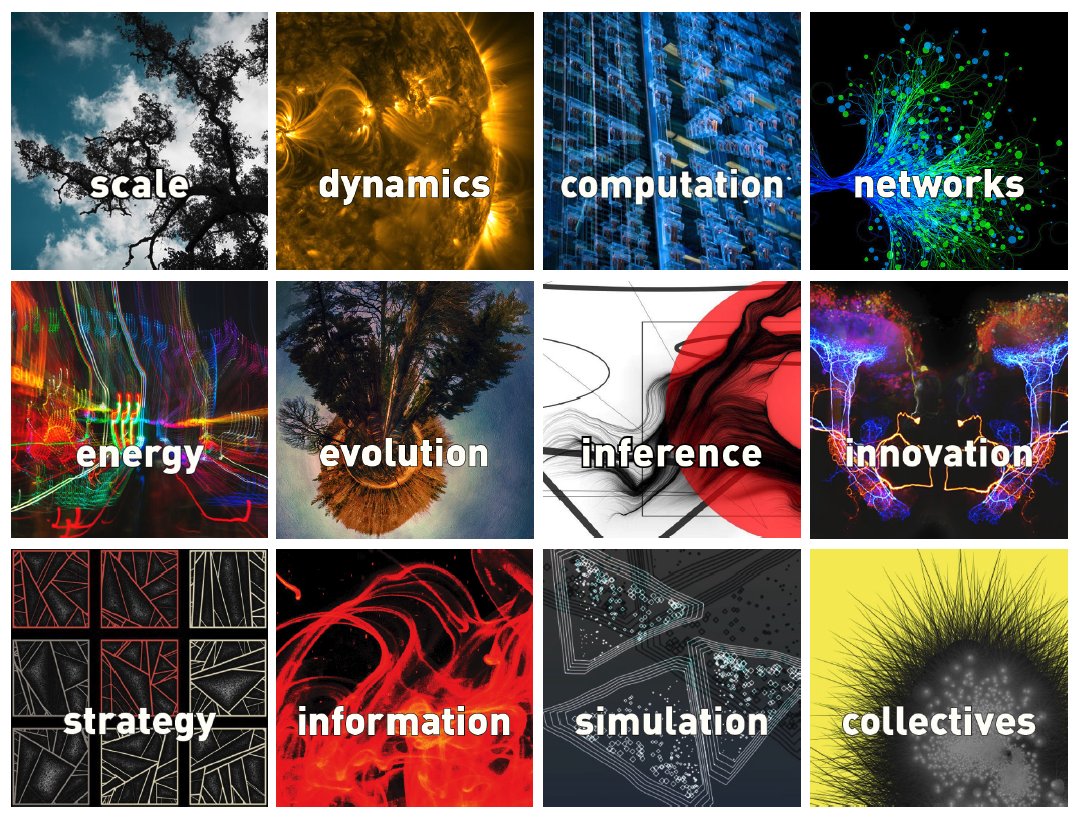 scale
dynamics
computation
networks
energy
evolution
inference
innovation
strategy
information
simulation
collectives